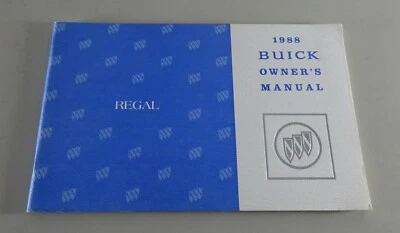 REGAL
1988
BUICK
OWNER'S
MANUAL